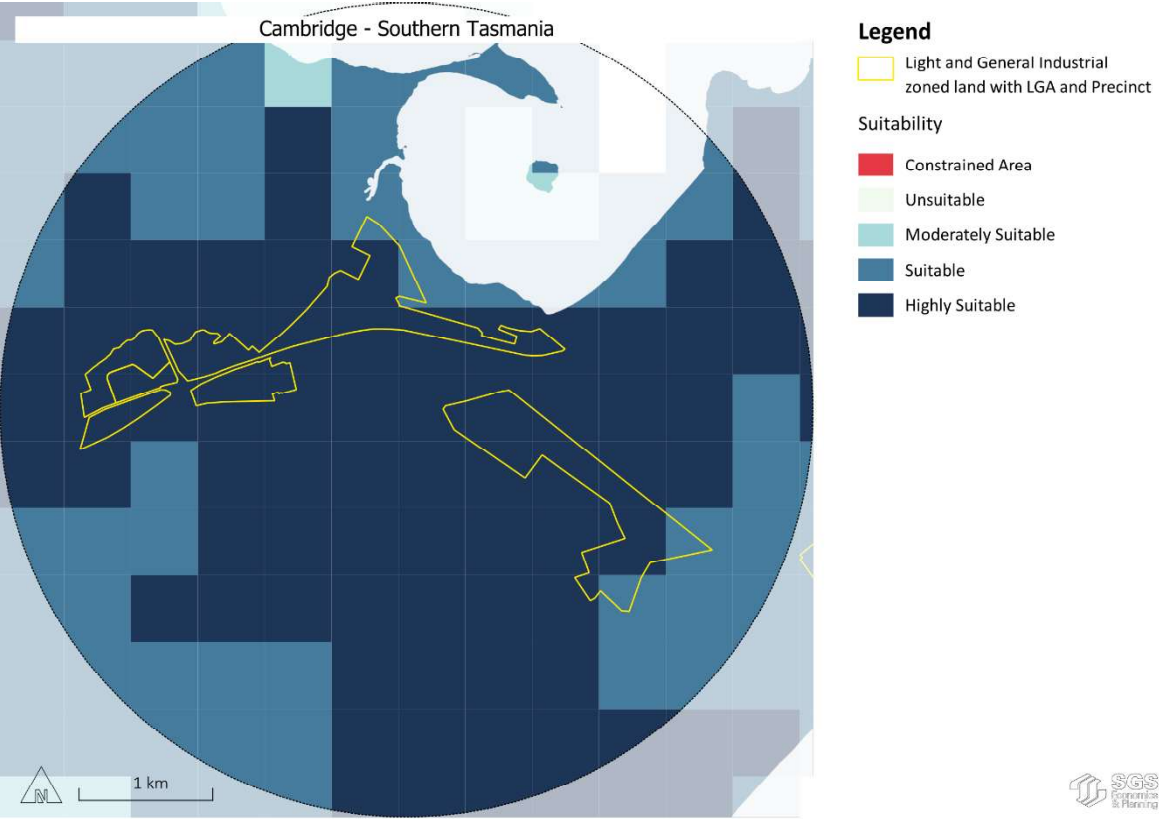 Cambridge - Southern Tasmania
Legend
Light and General Industrial
zoned land with LGA and Precinct
Suitability
Constrained Area
Unsuitable
Moderately Suitable
Suitable
Highly Suitable
N
1 km
SGS
Economics
& Planning